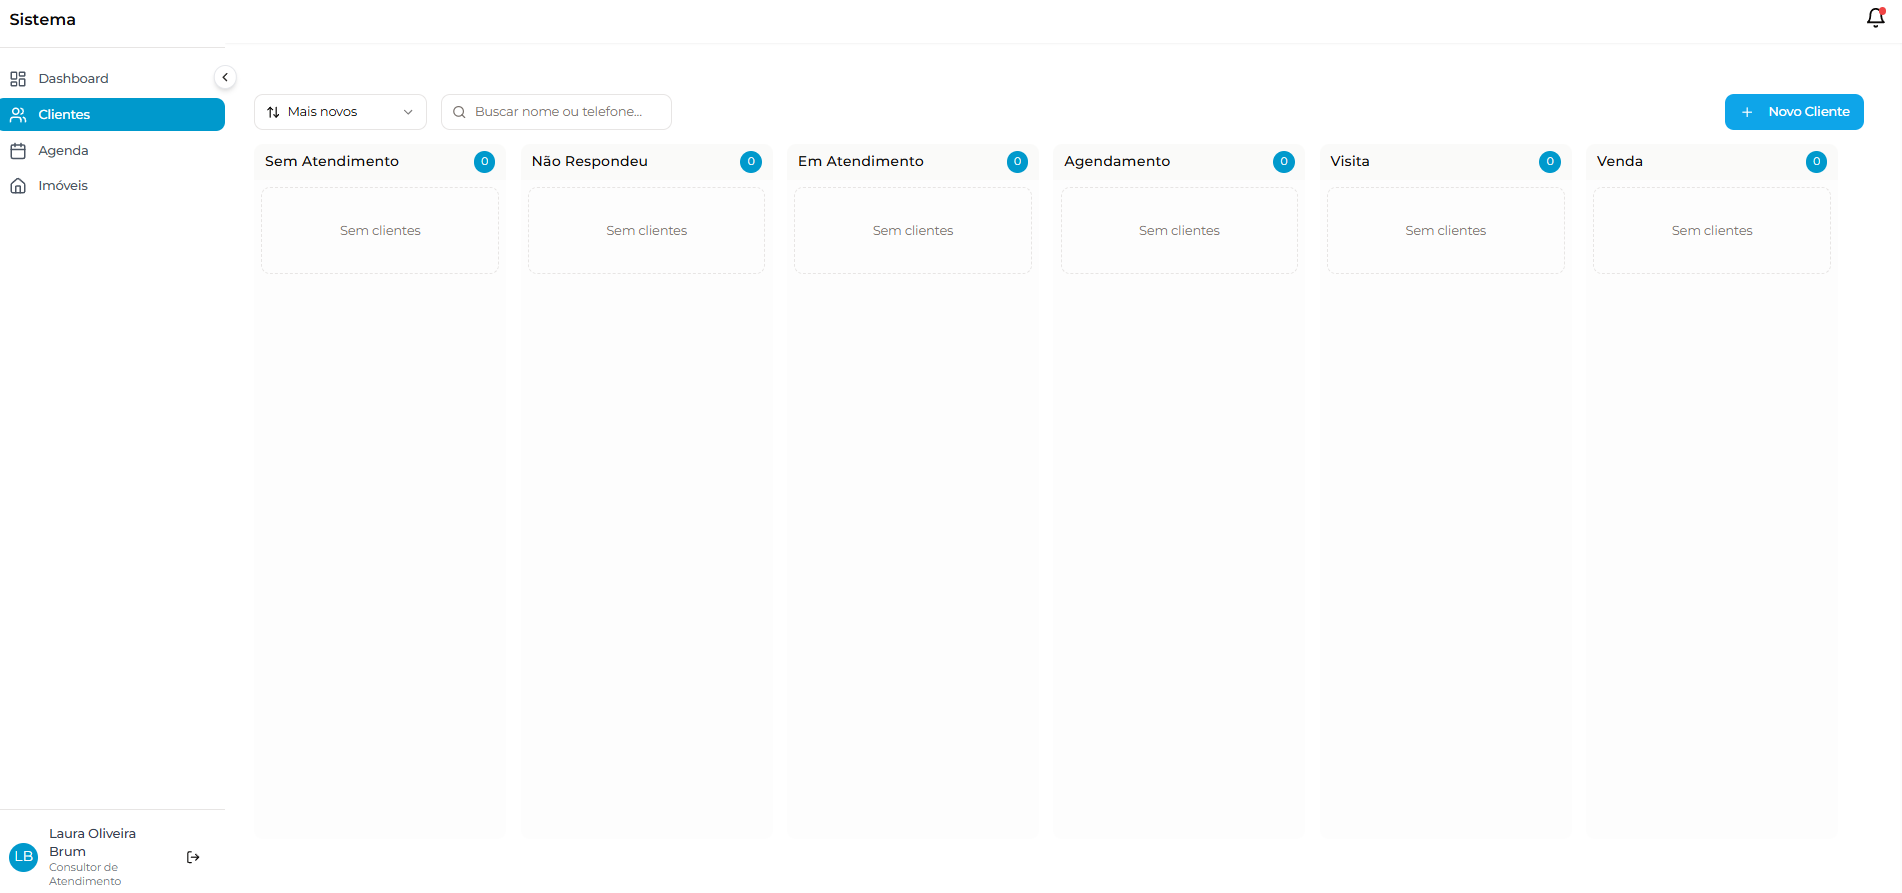 Sistema
Dashboard
Clientes
Agenda
Imóveis
Mais novos
Buscar nome ou telefone...
Novo Cliente
Sem Atendimento 0
Sem clientes
Não Respondeu 0
Sem clientes
Em Atendimento 0
Sem clientes
Agendamento 0
Sem clientes
Visita 0
Sem clientes
Venda 0
Sem clientes
LB
Laura Oliveira
Brum
Consultor de
Atendimento